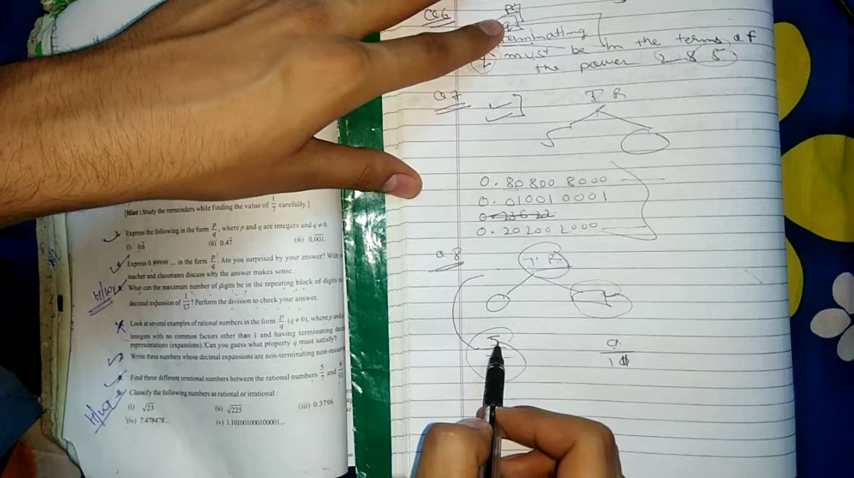 [Hint : Study the remainders while finding the value of 1/7 carefully.]
Express the following in the form p/q, where p and q are integers and q ≠ 0.
(i) 0.6 (ii) 0.47 (iii) 0.001
Express 0.99999 .... in the form p/q. Are you surprised by your answer? With y
teacher and classmates discuss why the answer makes sense.
What can the maximum number of digits be in the repeating block of digits
decimal expansion of 1/17? Perform the division to check your answer.
Look at several examples of rational numbers in the form p/q (q ≠ 0), where p and
integers with no common factors other than 1 and having terminating deci
representations (expansions). Can you guess what property q must satisfy?
Write three numbers whose decimal expansions are non-terminating non-recur
Find three different irrational numbers between the rational numbers 5/7 and 9/11
Classify the following numbers as rational or irrational :
(i) √23 (ii) √225 (iii) 0.3796
(iv) 7.478478... (v) 1.101001000100001...
H/W
H/W
Q6
terminating
must be in the terms of
the power 2 & 5
Q7
0.80800 8000
0.010010001
0.20200 2000
Q8
5
9
11